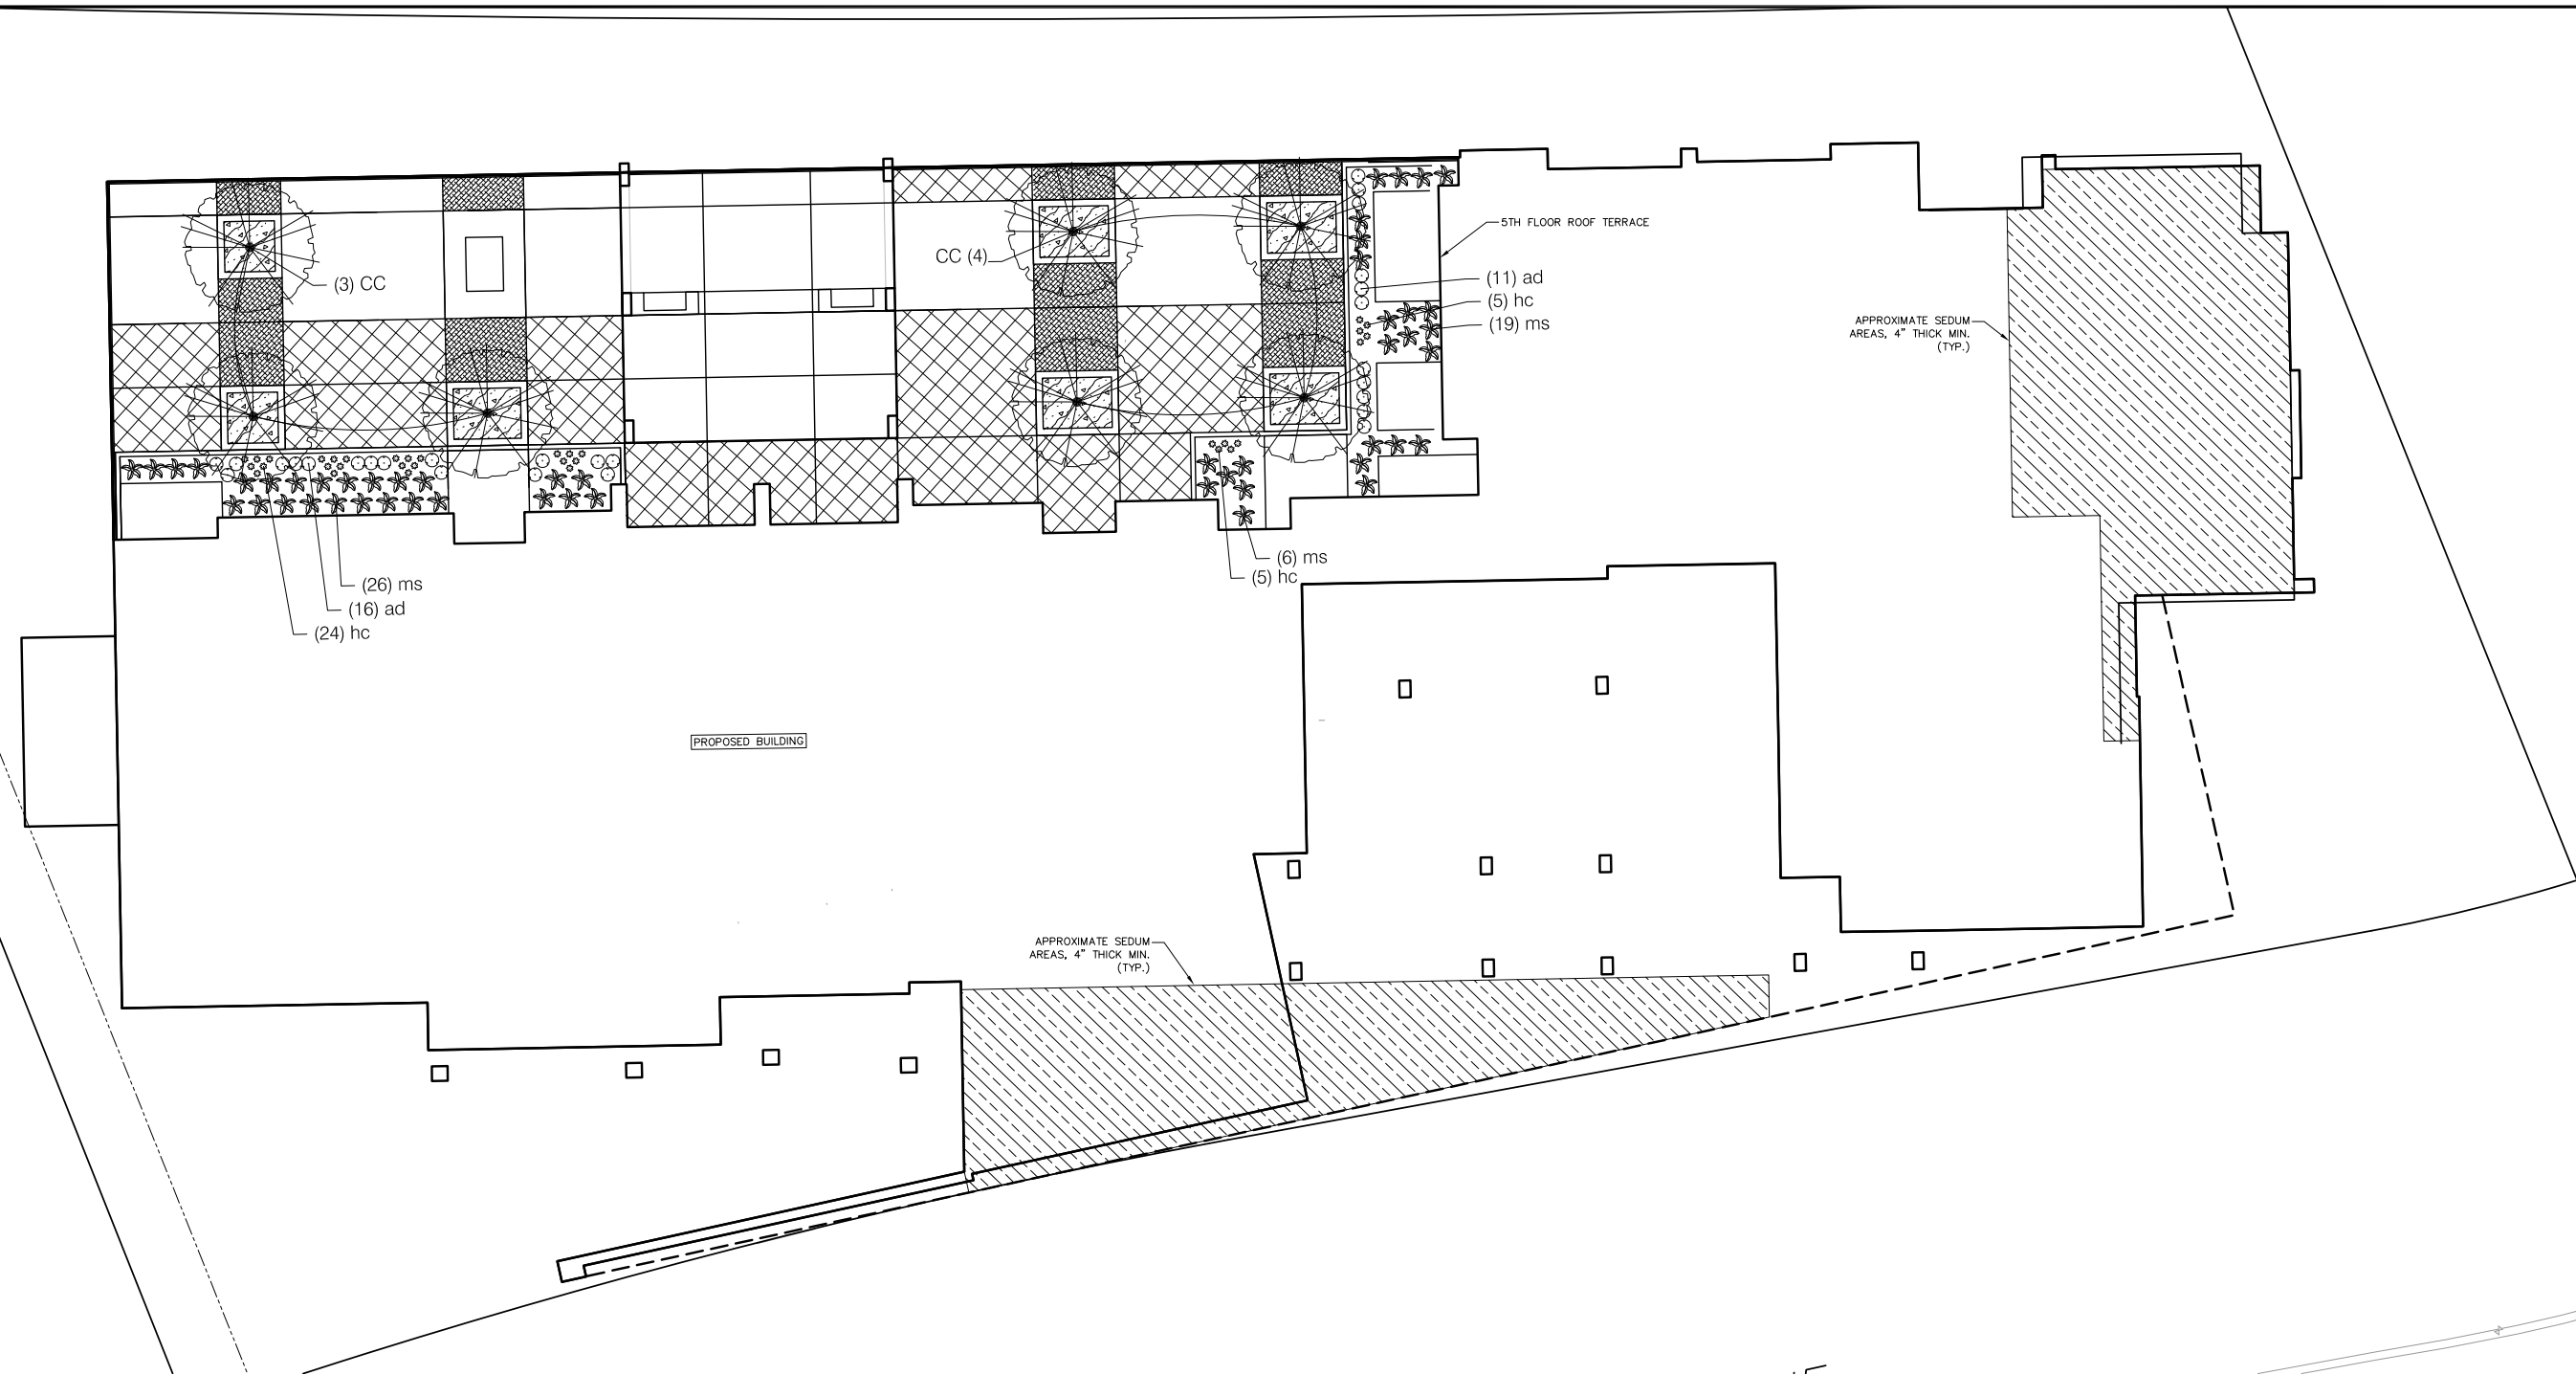 5TH FLOOR ROOF TERRACE
CC (4)
(3) CC
(11) ad
(5) hc
(19) ms
APPROXIMATE SEDUM
AREAS, 4" THICK MIN.
(TYP.)
(6) ms
(5) hc
(26) ms
(16) ad
(24) hc
PROPOSED BUILDING
APPROXIMATE SEDUM
AREAS, 4" THICK MIN.
(TYP.)